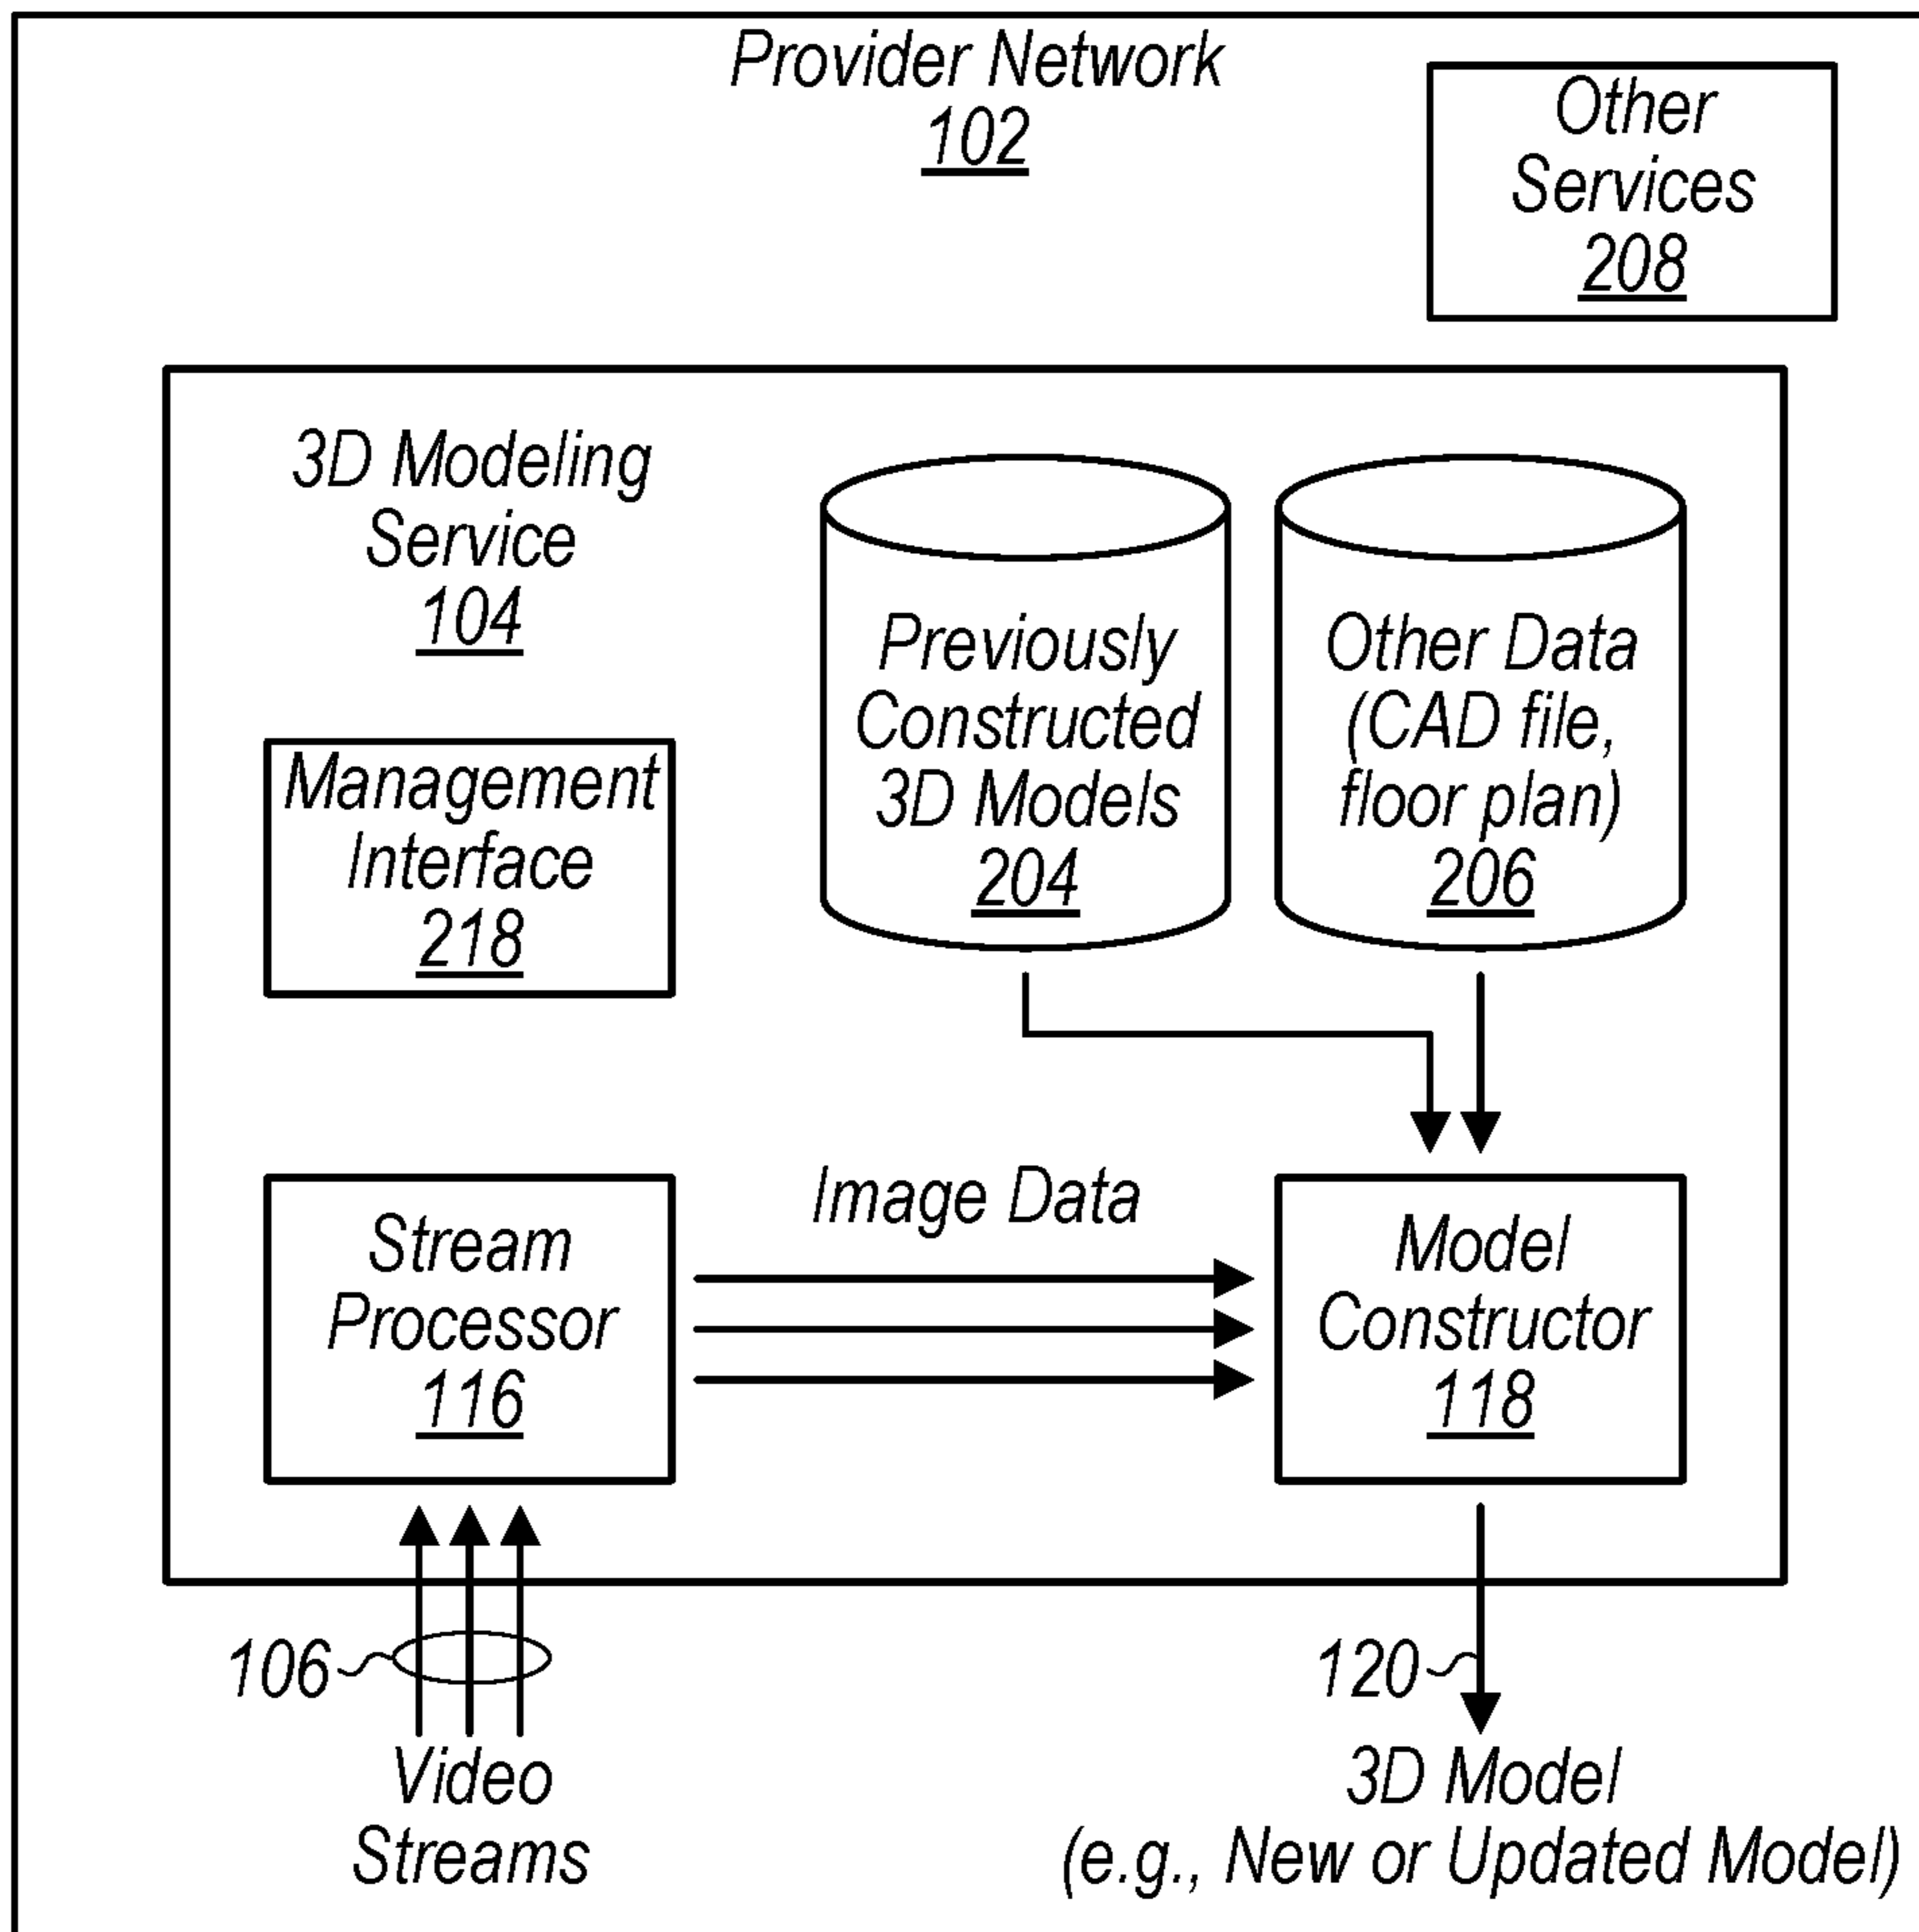 Provider Network
102
Other
Services
208
3D Modeling
Service
104
Previously
Constructed
3D Models
204
Other Data
(CAD file,
floor plan)
206
Management
Interface
218
Image Data
Stream
Processor
116
Model
Constructor
118
106
120
Video
Streams
3D Model
(e.g., New or Updated Model)